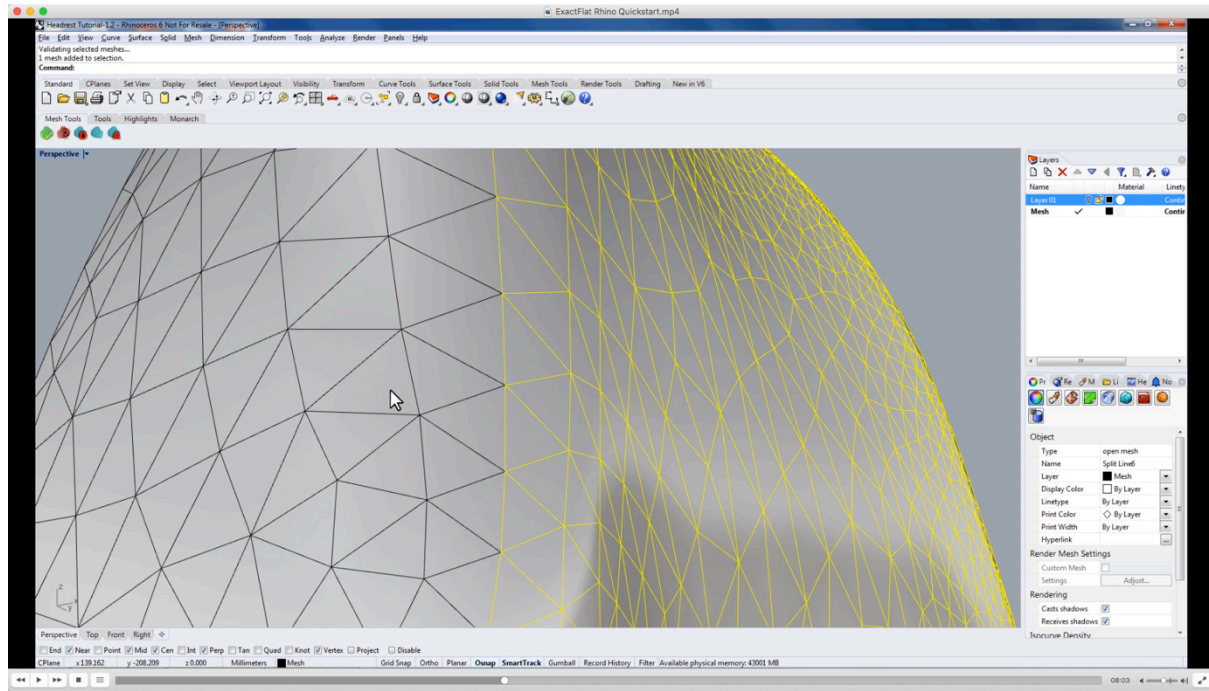 ExactFlat Rhino Quickstart.mp4
Headrest Tutorial-1.2 - Rhinoceros 6 Not For Resale - [Perspective]
File Edit View Curve Surface Solid Mesh Dimension Transform Tools Analyze Render Panels Help
Validating selected meshes...
1 mesh added to selection.
Command:
Standard CPlanes Set View Display Select Viewport Layout Visibility Transform Curve Tools Surface Tools Solid Tools Mesh Tools Render Tools Drafting New in V6
Mesh Tools Tools Highlights Monarch
Perspective
Layers
Name Material Linety
Layer 01 Contin
Mesh Contin
Pr Re M Li He No
Object
Type open mesh
Name Split Line6
Layer Mesh
Display Color By Layer
Linetype By Layer
Print Color By Layer
Print Width By Layer
Hyperlink ...
Render Mesh Settings
Custom Mesh
Settings Adjust...
Rendering
Casts shadows
Receives shadows
Isocurve Density
z
x
y
Perspective Top Front Right
End Near Point Mid Cen Int Perp Tan Quad Knot Vertex Project Disable
CPlane x 139.162 y -208.209 z 0.000 Millimeters Mesh Grid Snap Ortho Planar Osnap SmartTrack Gumball Record History Filter Available physical memory: 43001 MB
08:03